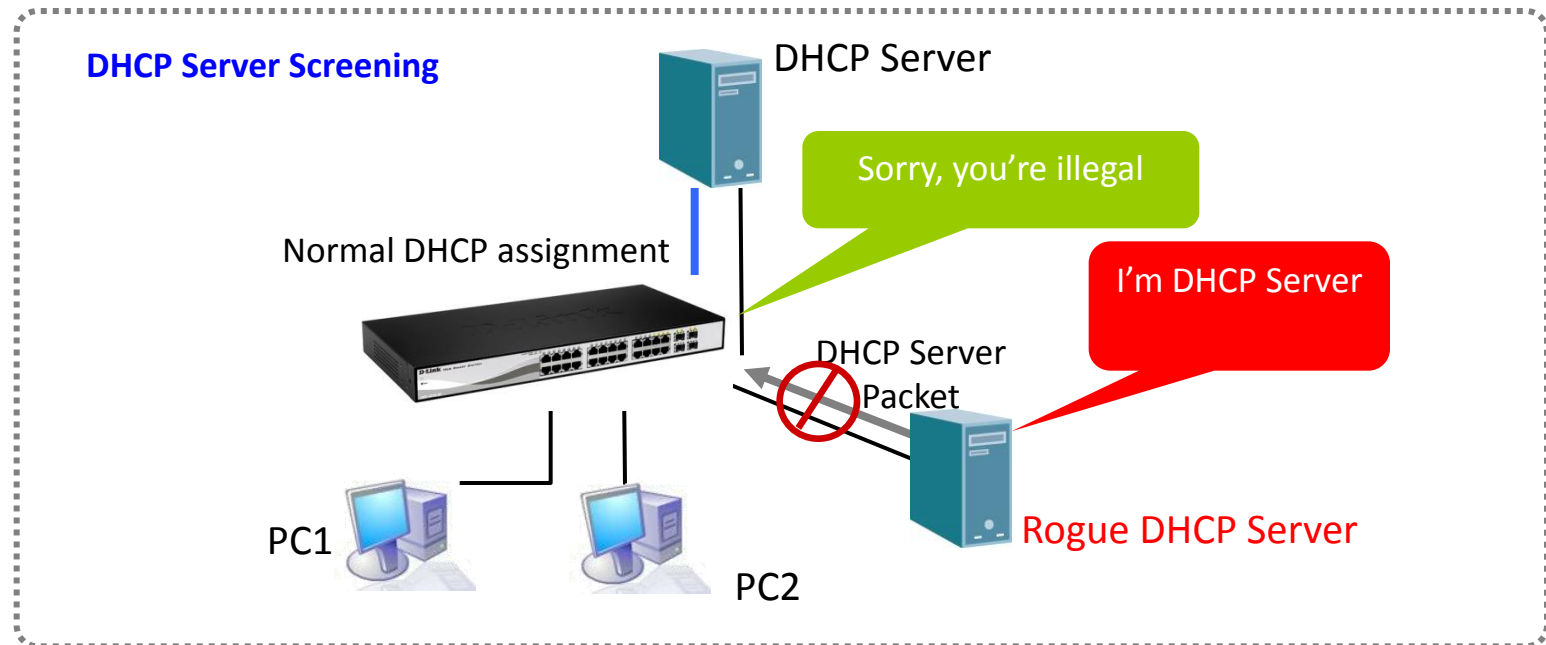 DHCP Server Screening
DHCP Server
Sorry, you’re illegal
Normal DHCP assignment
I’m DHCP Server
DHCP Server
Packet
D-Link
Rogue DHCP Server
PC1
PC2